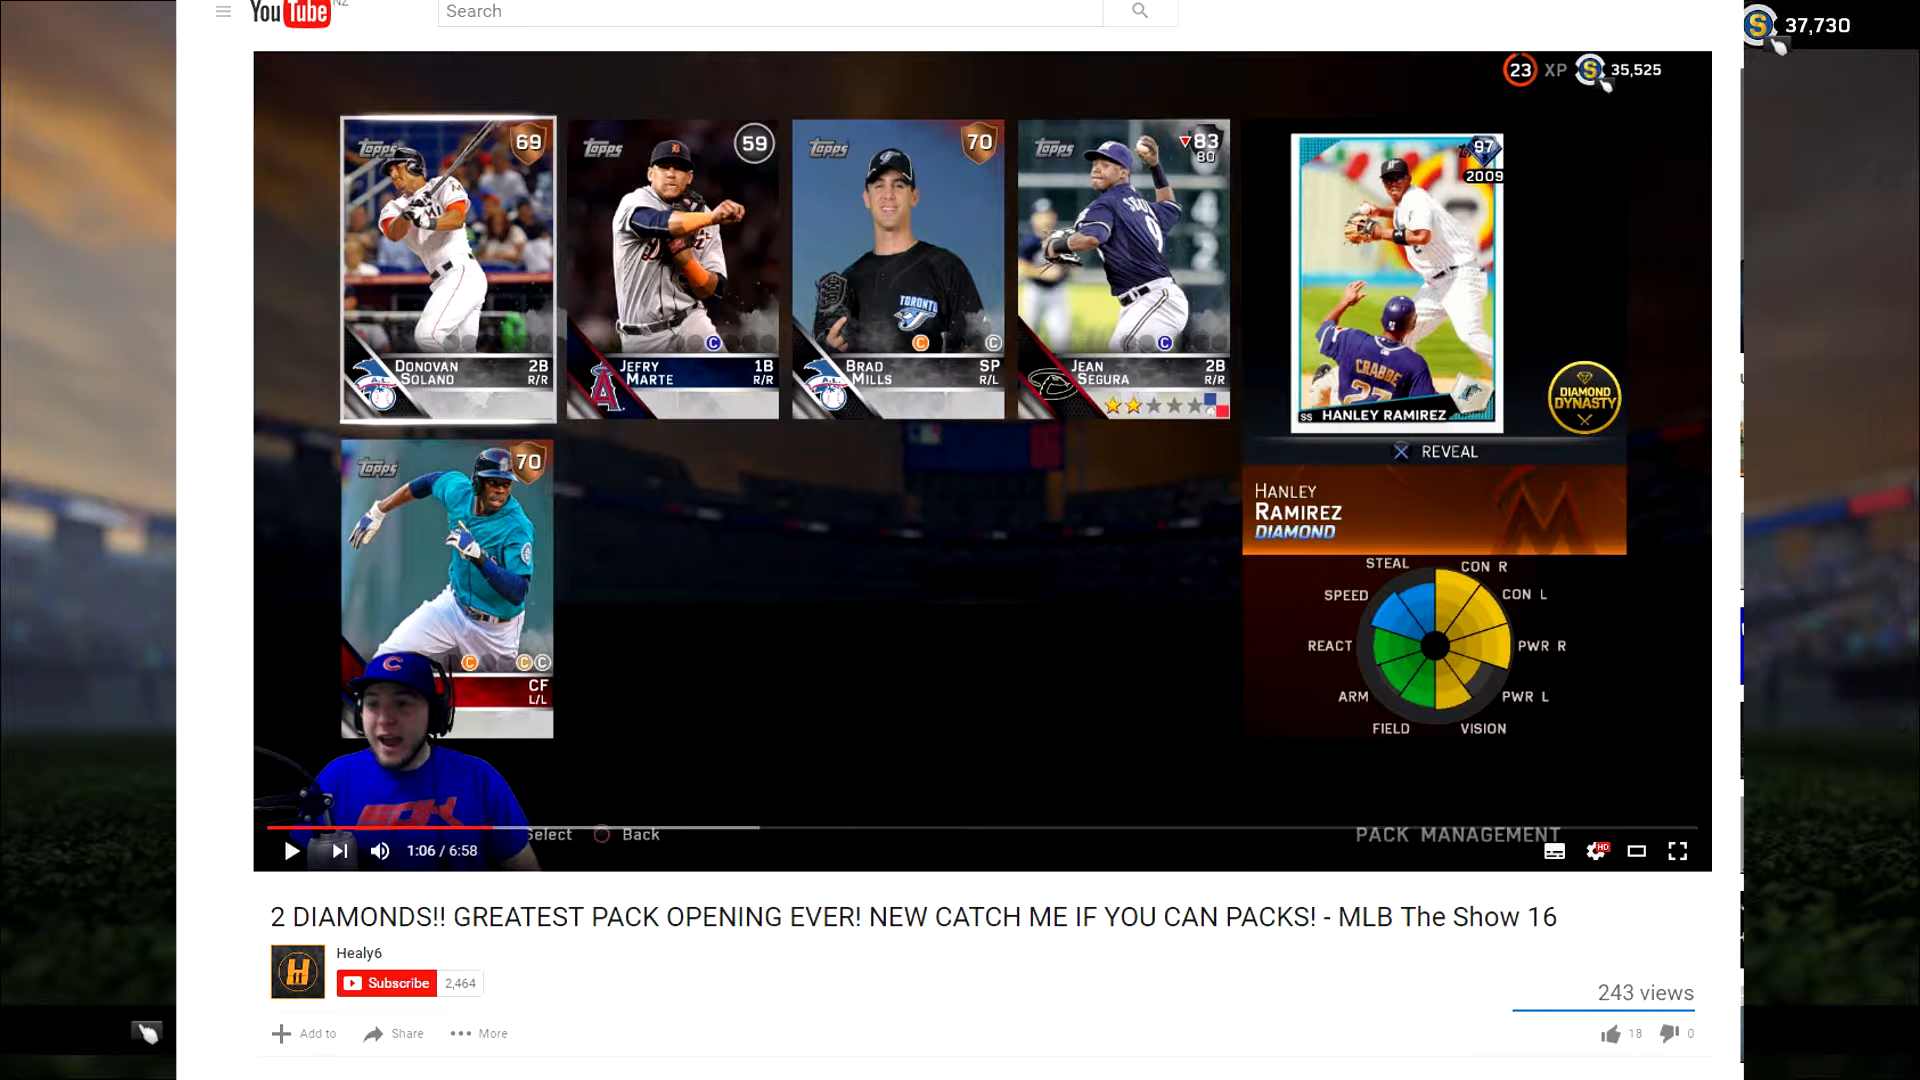 YouTube NZ
Search
37,730
23 XP S 35,525
Topps 69
DONOVAN SOLANO 2B R/R
Topps 59
JEFRY MARTE 1B R/R
Topps 70
TORONTO
BRAD MILLS SP R/L
Topps 83 80
JEAN SEGURA 2B R/R
97
2009
CRABBE
SS HANLEY RAMIREZ
DIAMOND DYNASTY
REVEAL
HANLEY
RAMIREZ
DIAMOND
STEAL
CON R
SPEED
CON L
REACT
PWR R
ARM
PWR L
FIELD
VISION
Topps 70
CF
L/L
Select Back
PACK MANAGEMENT
1:06 / 6:58
HD
2 DIAMONDS!! GREATEST PACK OPENING EVER! NEW CATCH ME IF YOU CAN PACKS! - MLB The Show 16
Healy6
Subscribe 2,464
243 views
Add to Share More
18 0